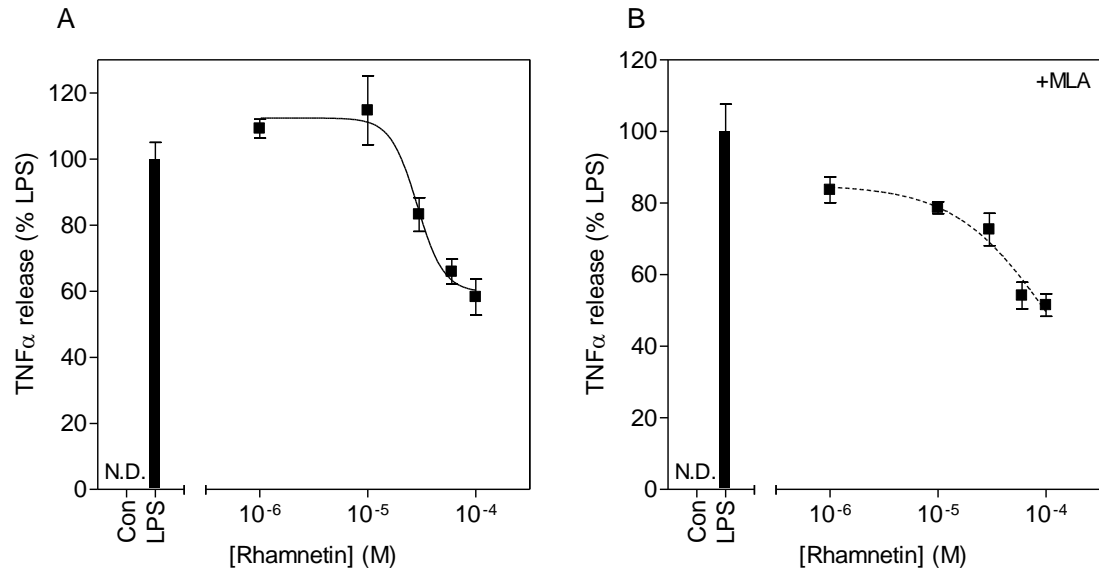 A
TNFα release (% LPS)
120
100
80
60
40
20
0
N.D.
Con
LPS
10⁻⁶
10⁻⁵
10⁻⁴
[Rhamnetin] (M)
B
+MLA
TNFα release (% LPS)
120
100
80
60
40
20
0
N.D.
Con
LPS
10⁻⁶
10⁻⁵
10⁻⁴
[Rhamnetin] (M)